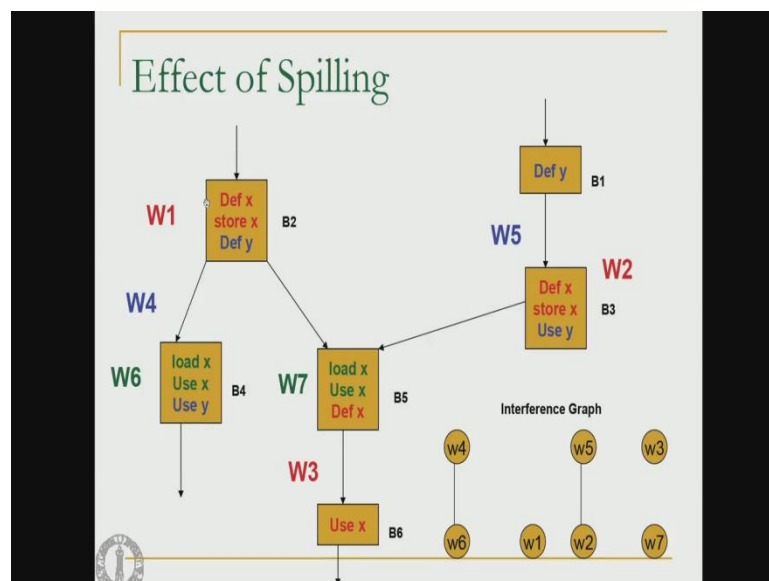 Effect of Spilling
Def y
B1
W1
Def x
store x
Def y
B2
W5
W2
Def x
store x
Use y
B3
W4
W6
load x
Use x
Use y
B4
W7
load x
Use x
Def x
B5
Interference Graph
w4
w5
w3
W3
Use x
B6
w6
w1
w2
w7